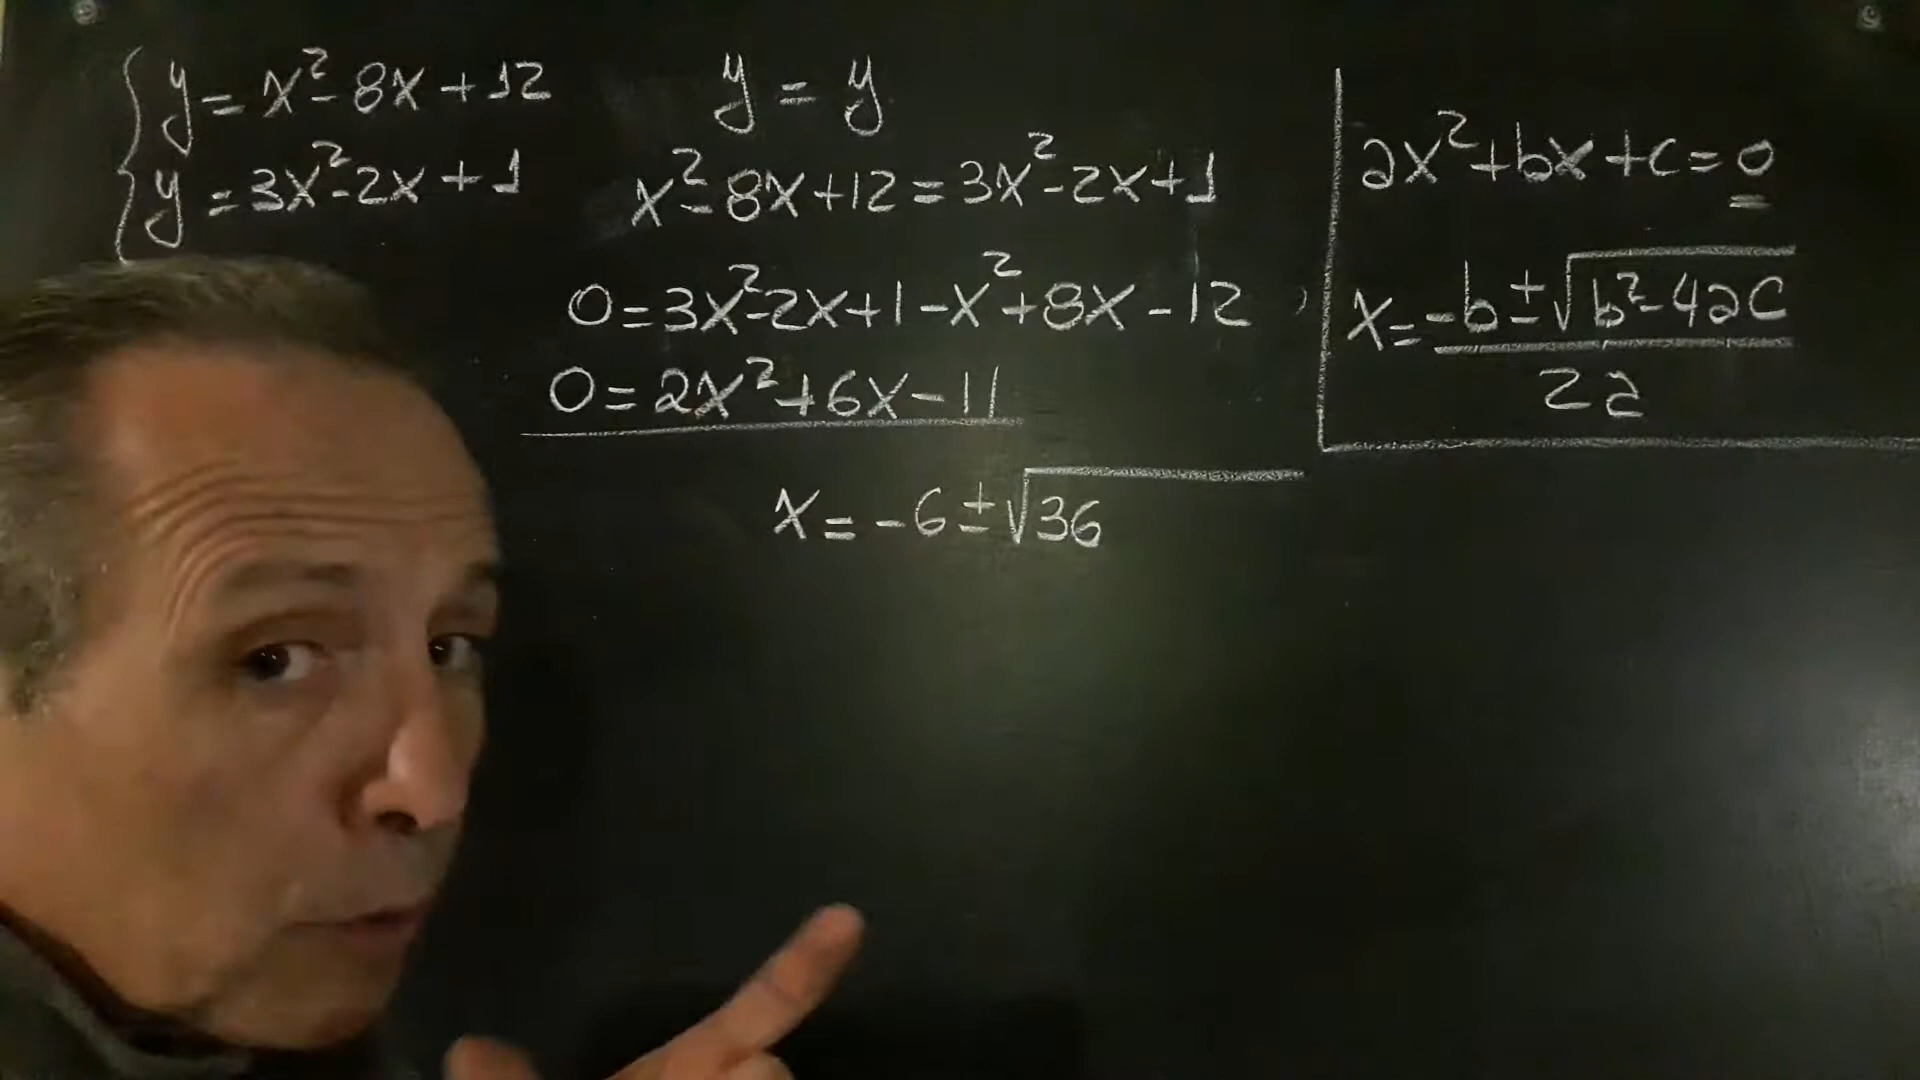 y = x² - 8x + 12
y = 3x² - 2x + 1
y = y
x² - 8x + 12 = 3x² - 2x + 1
0 = 3x² - 2x + 1 - x² + 8x - 12
0 = 2x² + 6x - 11
x = -6 ± √36
ax² + bx + c = 0
x = -b ± √b² - 4ac
2a